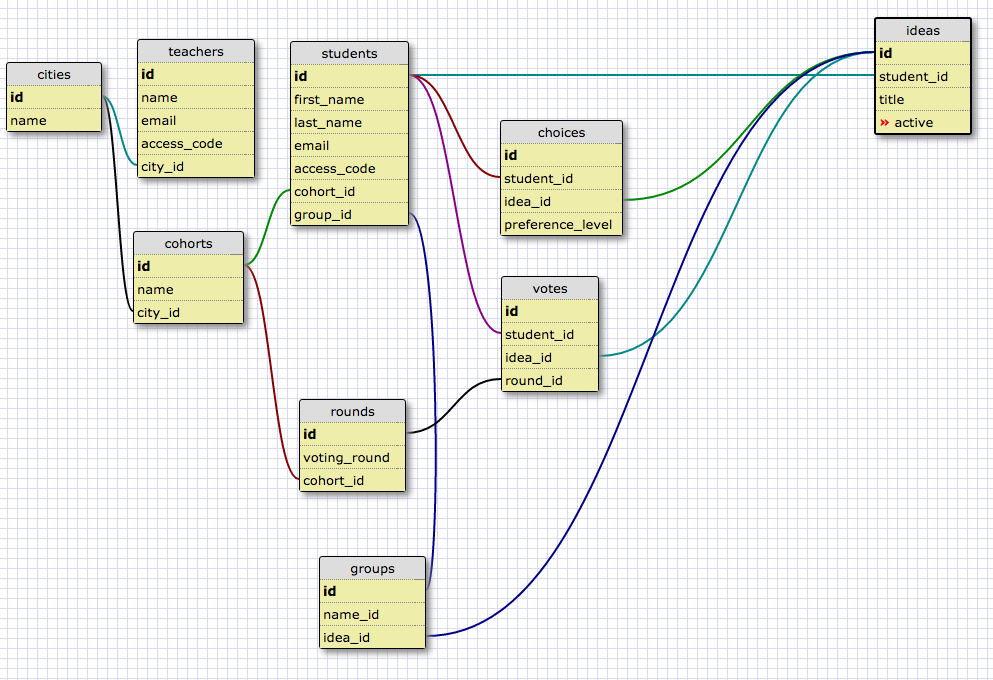 cities
id
name
teachers
id
name
email
access_code
city_id
students
id
first_name
last_name
email
access_code
cohort_id
group_id
ideas
id
student_id
title
» active
choices
id
student_id
idea_id
preference_level
cohorts
id
name
city_id
votes
id
student_id
idea_id
round_id
rounds
id
voting_round
cohort_id
groups
id
name_id
idea_id